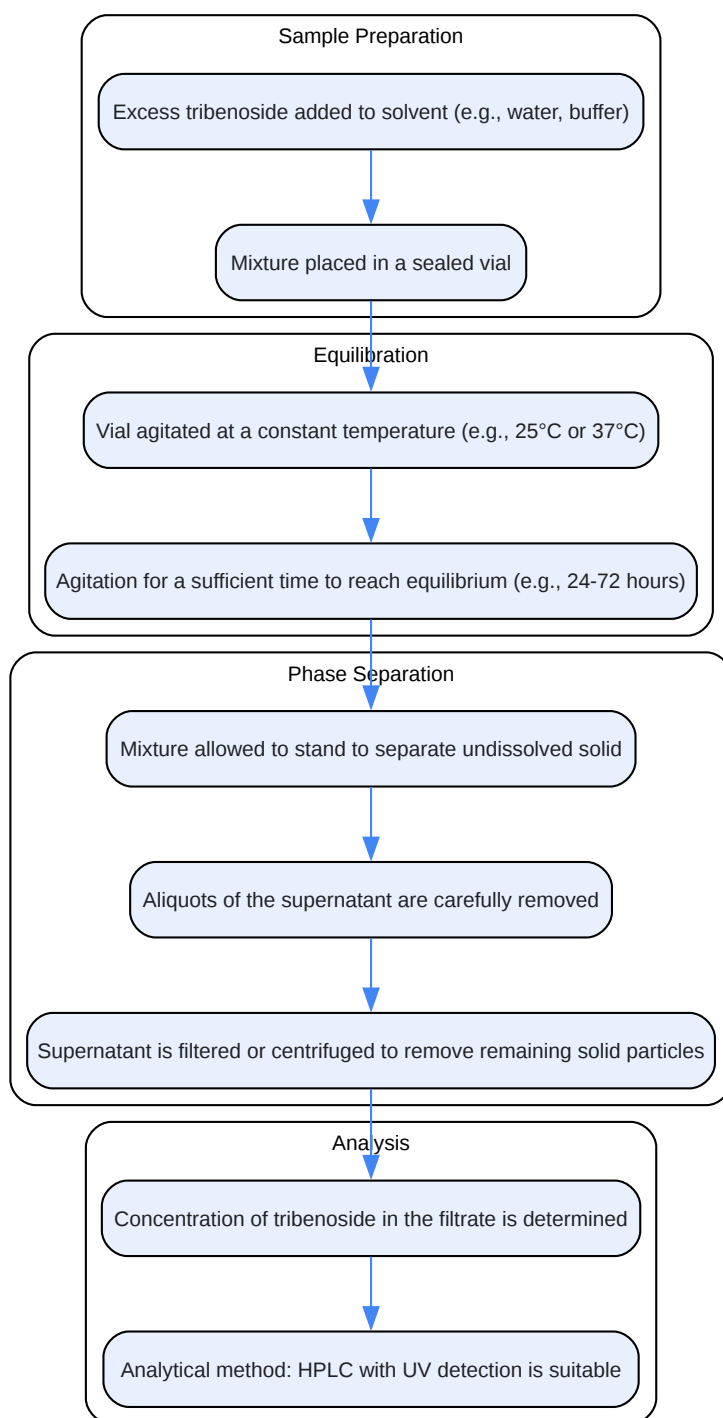 Sample Preparation
Excess tribenoside added to solvent (e.g., water, buffer)
Mixture placed in a sealed vial
Equilibration
Vial agitated at a constant temperature (e.g., 25°C or 37°C)
Agitation for a sufficient time to reach equilibrium (e.g., 24-72 hours)
Phase Separation
Mixture allowed to stand to separate undissolved solid
Aliquots of the supernatant are carefully removed
Supernatant is filtered or centrifuged to remove remaining solid particles
Analysis
Concentration of tribenoside in the filtrate is determined
Analytical method: HPLC with UV detection is suitable